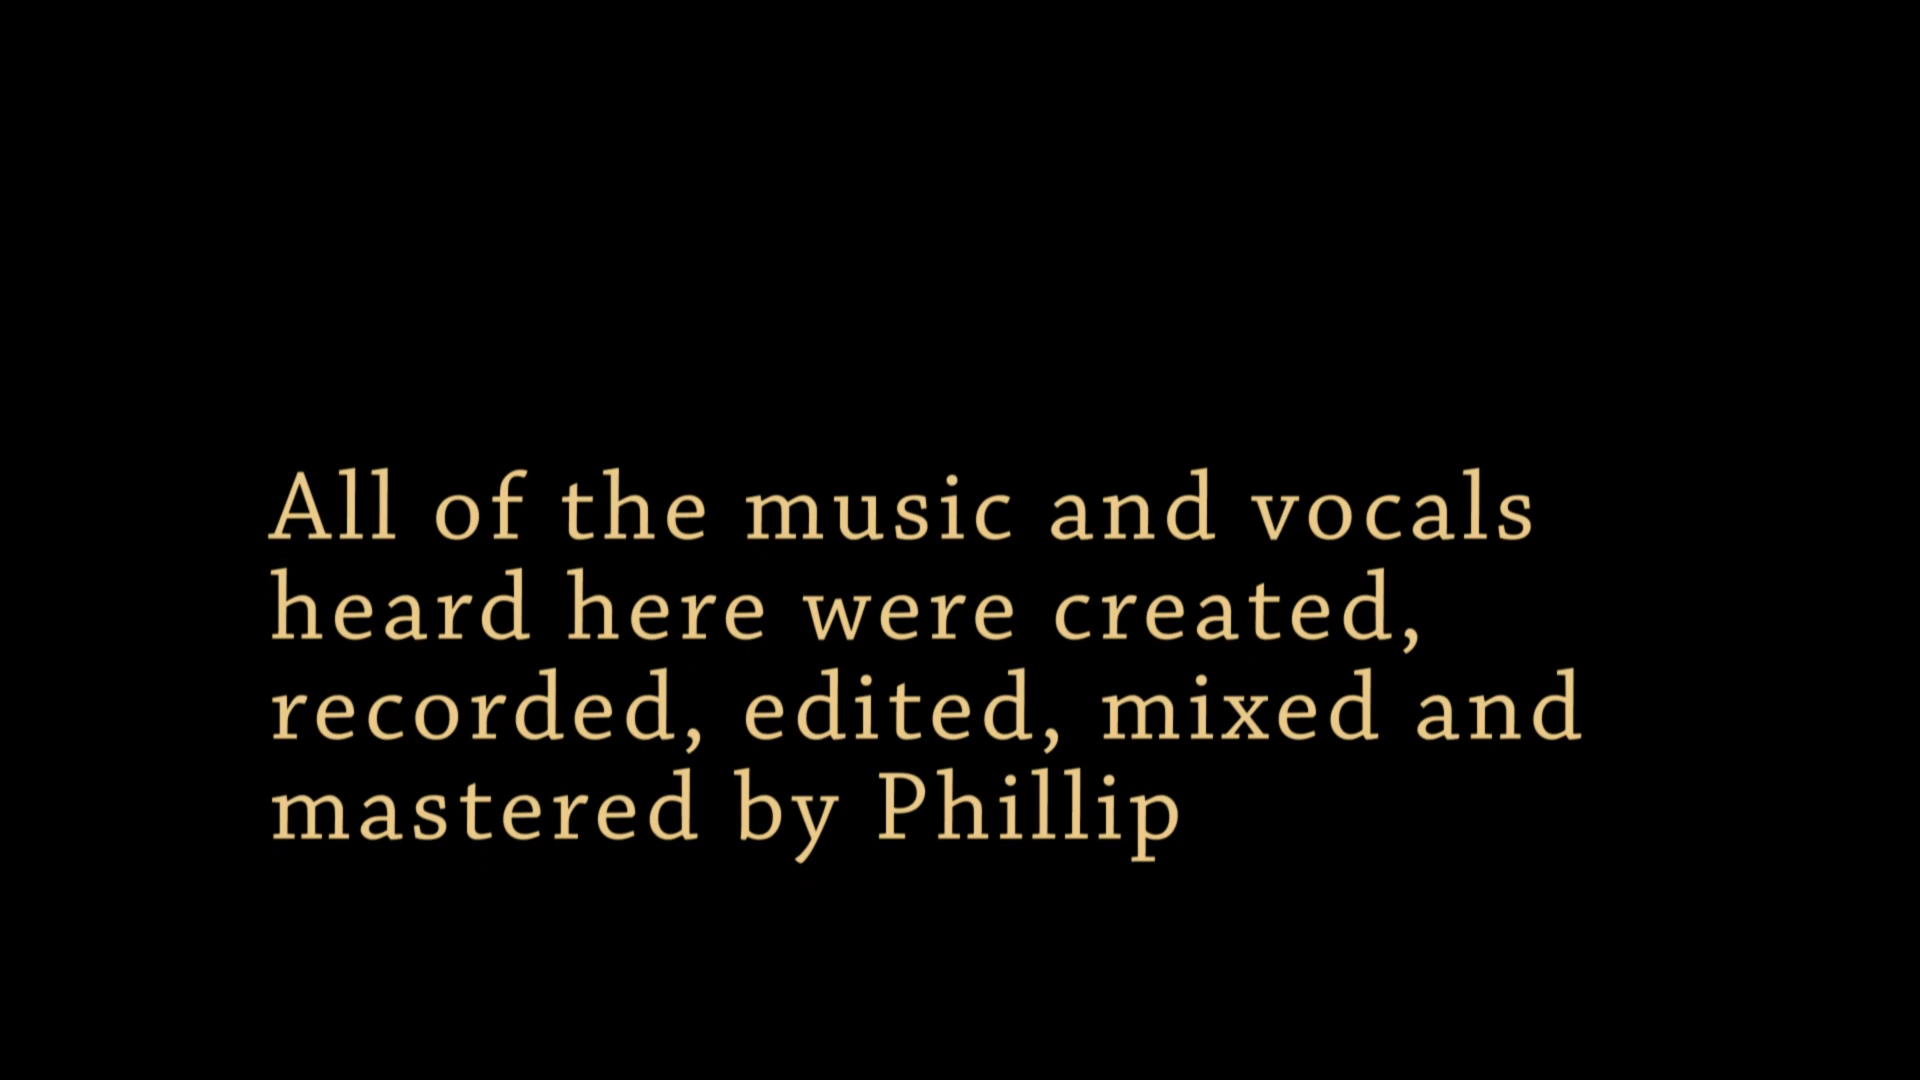 All of the music and vocals
heard here were created,
recorded, edited, mixed and
mastered by Phillip